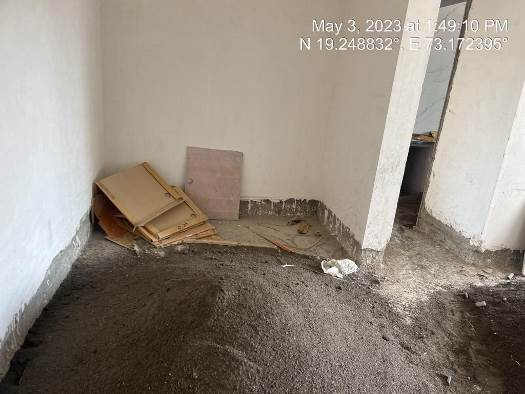 May 3, 2023 at 1:49:10 PM
N 19.248832°, E 73.172395°